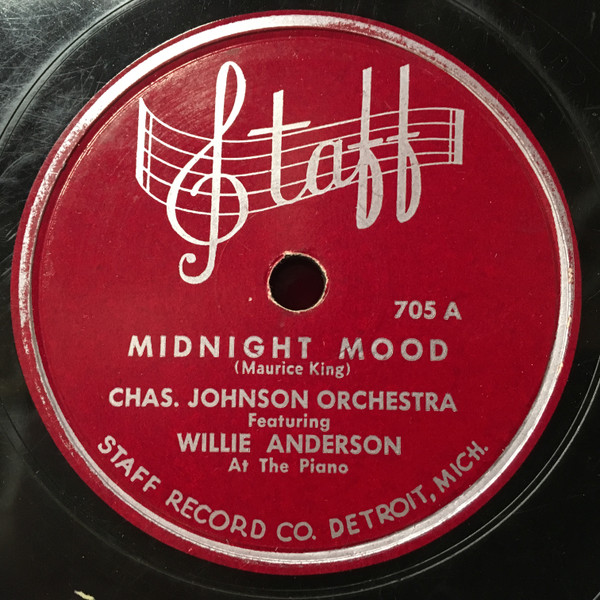 Staff
705 A
MIDNIGHT MOOD
(Maurice King)
CHAS. JOHNSON ORCHESTRA
Featuring
WILLIE ANDERSON
At The Piano
STAFF RECORD CO. DETROIT, MICH.